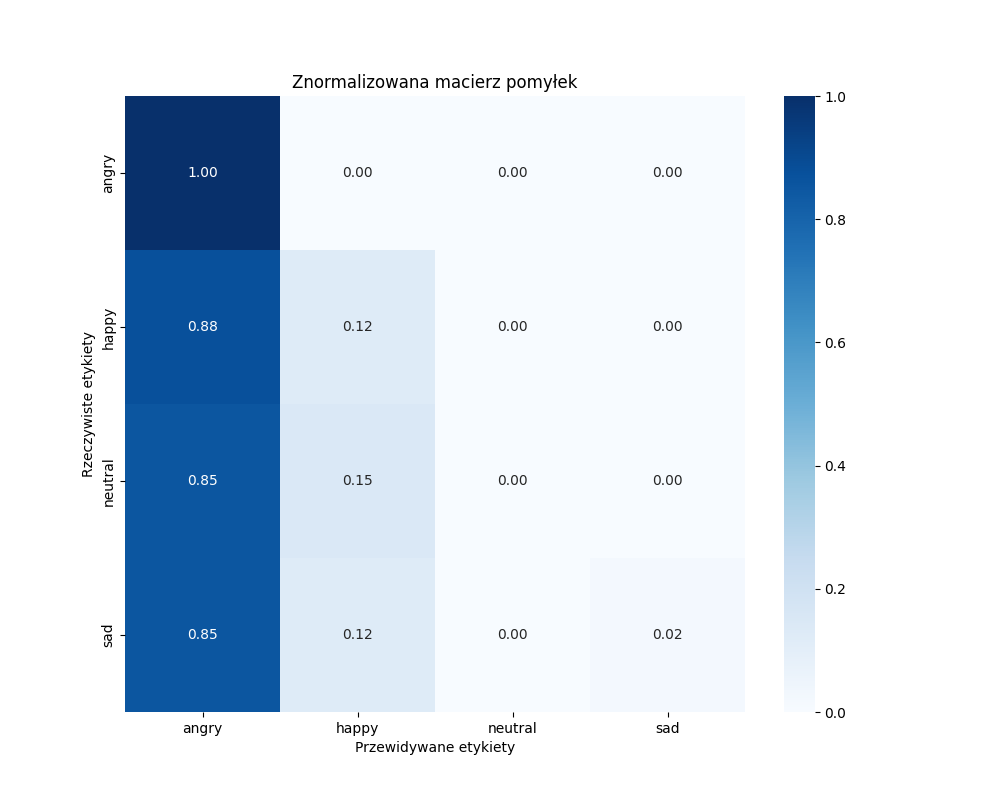 Znormalizowana macierz pomyłek
Rzeczywiste etykiety
angry 1.00 0.00 0.00 0.00
happy 0.88 0.12 0.00 0.00
neutral 0.85 0.15 0.00 0.00
sad 0.85 0.12 0.00 0.02
angry happy neutral sad
Przewidywane etykiety
1.0
0.8
0.6
0.4
0.2
0.0